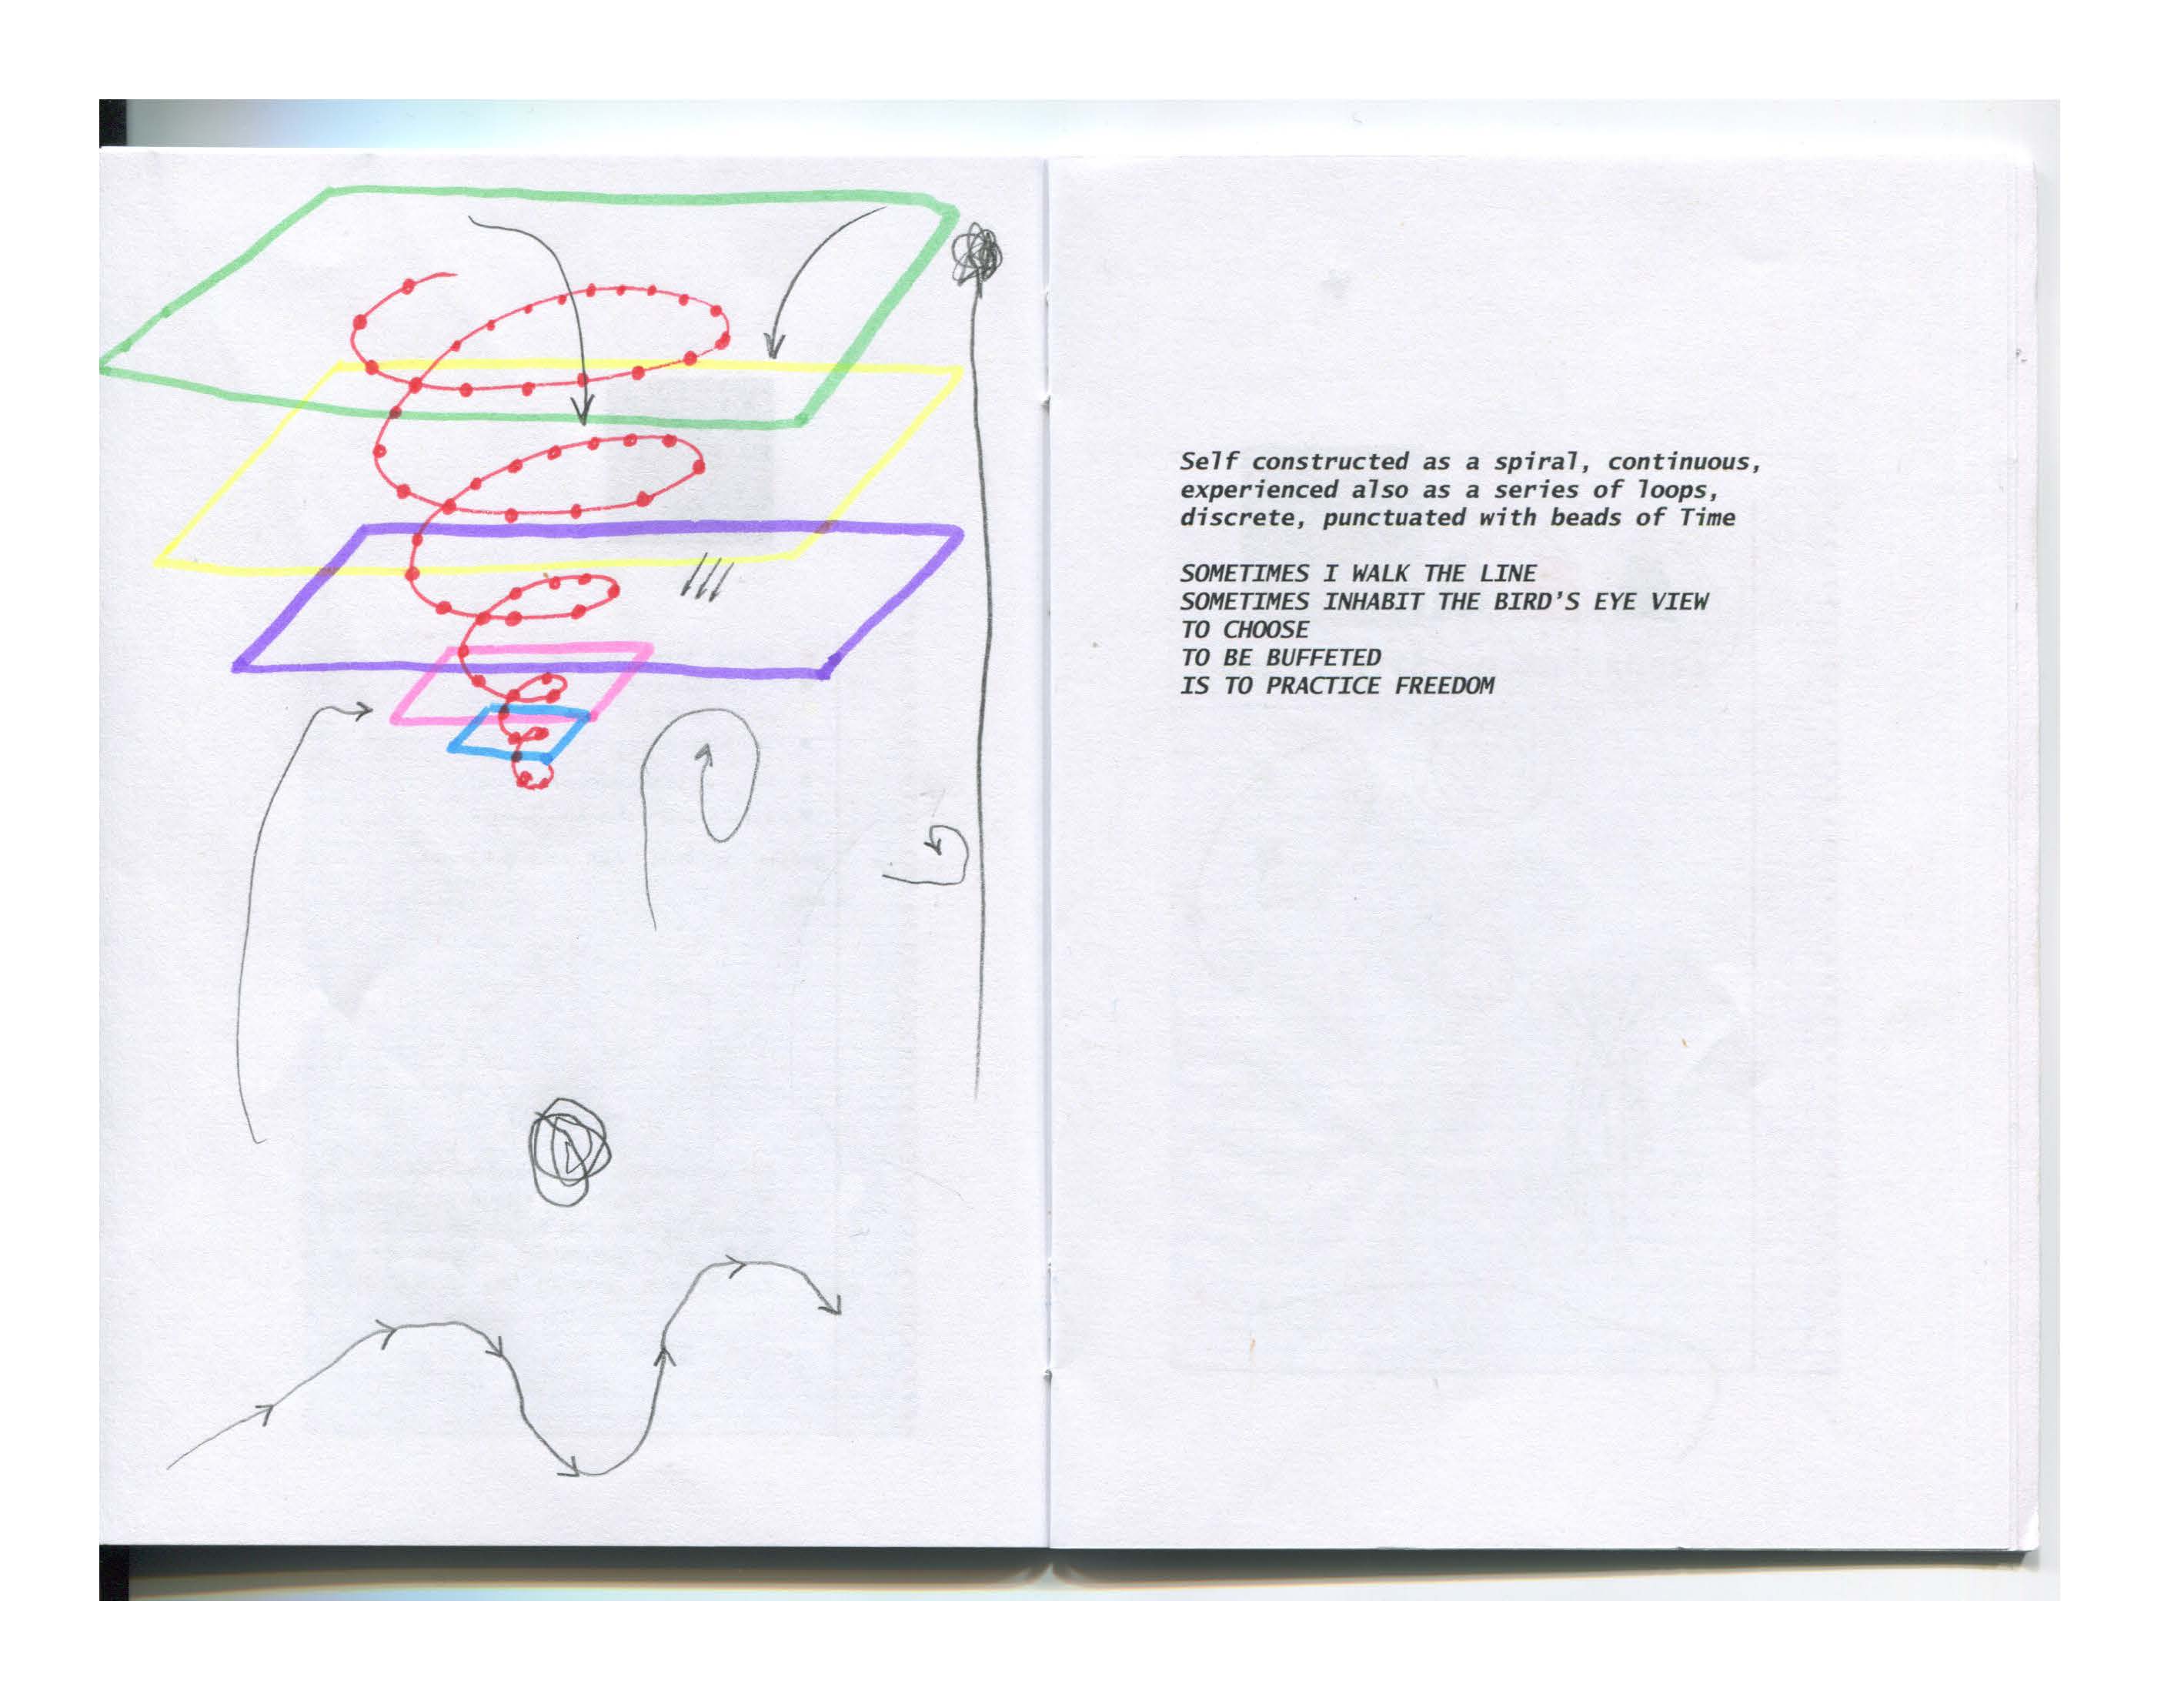 Self constructed as a spiral, continuous,
experienced also as a series of loops,
discrete, punctuated with beads of Time
SOMETIMES I WALK THE LINE
SOMETIMES INHABIT THE BIRD'S EYE VIEW
TO CHOOSE
TO BE BUFFETED
IS TO PRACTICE FREEDOM